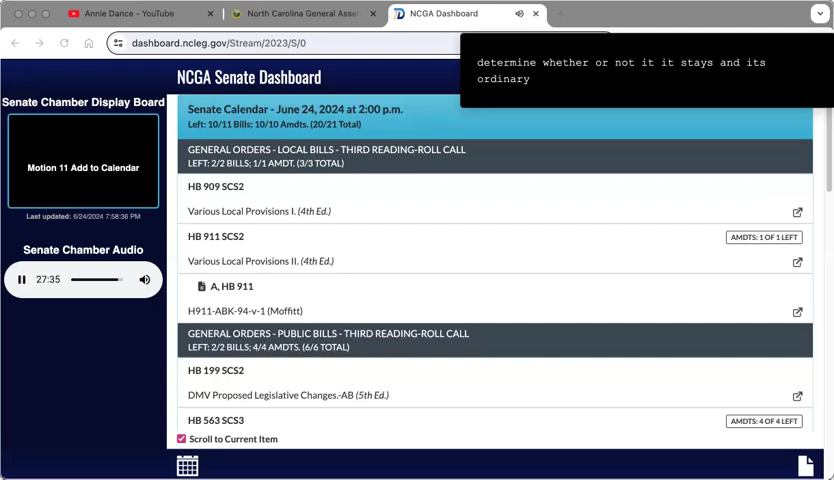 Annie Dance - YouTube
North Carolina General Assem
NCGA Dashboard
dashboard.ncleg.gov/Stream/2023/S/0
determine whether or not it it stays and its
ordinary
NCGA Senate Dashboard
Senate Chamber Display Board
Motion 11 Add to Calendar
Last updated: 6/24/2024 7:58:36 PM
Senate Chamber Audio
27:35
Senate Calendar - June 24, 2024 at 2:00 p.m.
Left: 10/11 Bills; 10/10 Amdts. (20/21 Total)
GENERAL ORDERS - LOCAL BILLS - THIRD READING-ROLL CALL
LEFT: 2/2 BILLS; 1/1 AMDT. (3/3 TOTAL)
HB 909 SCS2
Various Local Provisions I. (4th Ed.)
HB 911 SCS2
AMDTS: 1 OF 1 LEFT
Various Local Provisions II. (4th Ed.)
A, HB 911
H911-ABK-94-v-1 (Moffitt)
GENERAL ORDERS - PUBLIC BILLS - THIRD READING-ROLL CALL
LEFT: 2/2 BILLS; 4/4 AMDTS. (6/6 TOTAL)
HB 199 SCS2
DMV Proposed Legislative Changes.-AB (5th Ed.)
HB 563 SCS3
AMDTS: 4 OF 4 LEFT
Scroll to Current Item